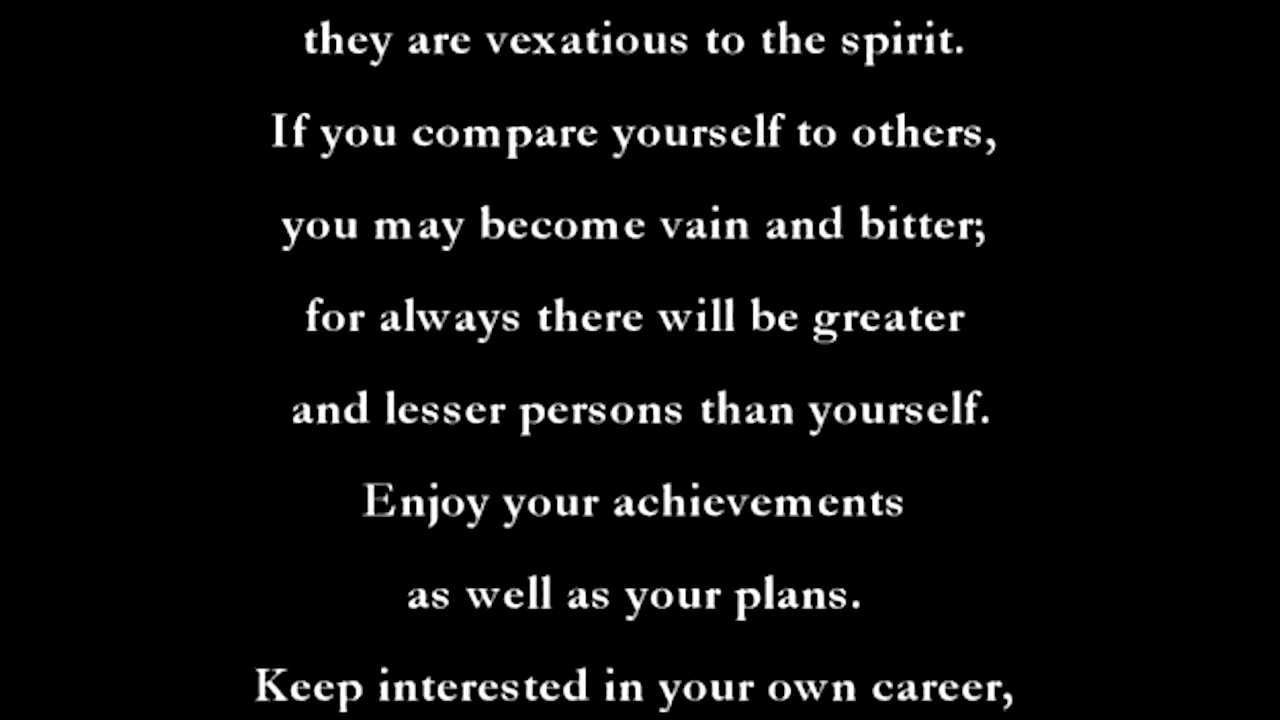 they are vexatious to the spirit.
If you compare yourself to others,
you may become vain and bitter;
for always there will be greater
and lesser persons than yourself.
Enjoy your achievements
as well as your plans.
Keep interested in your own career,